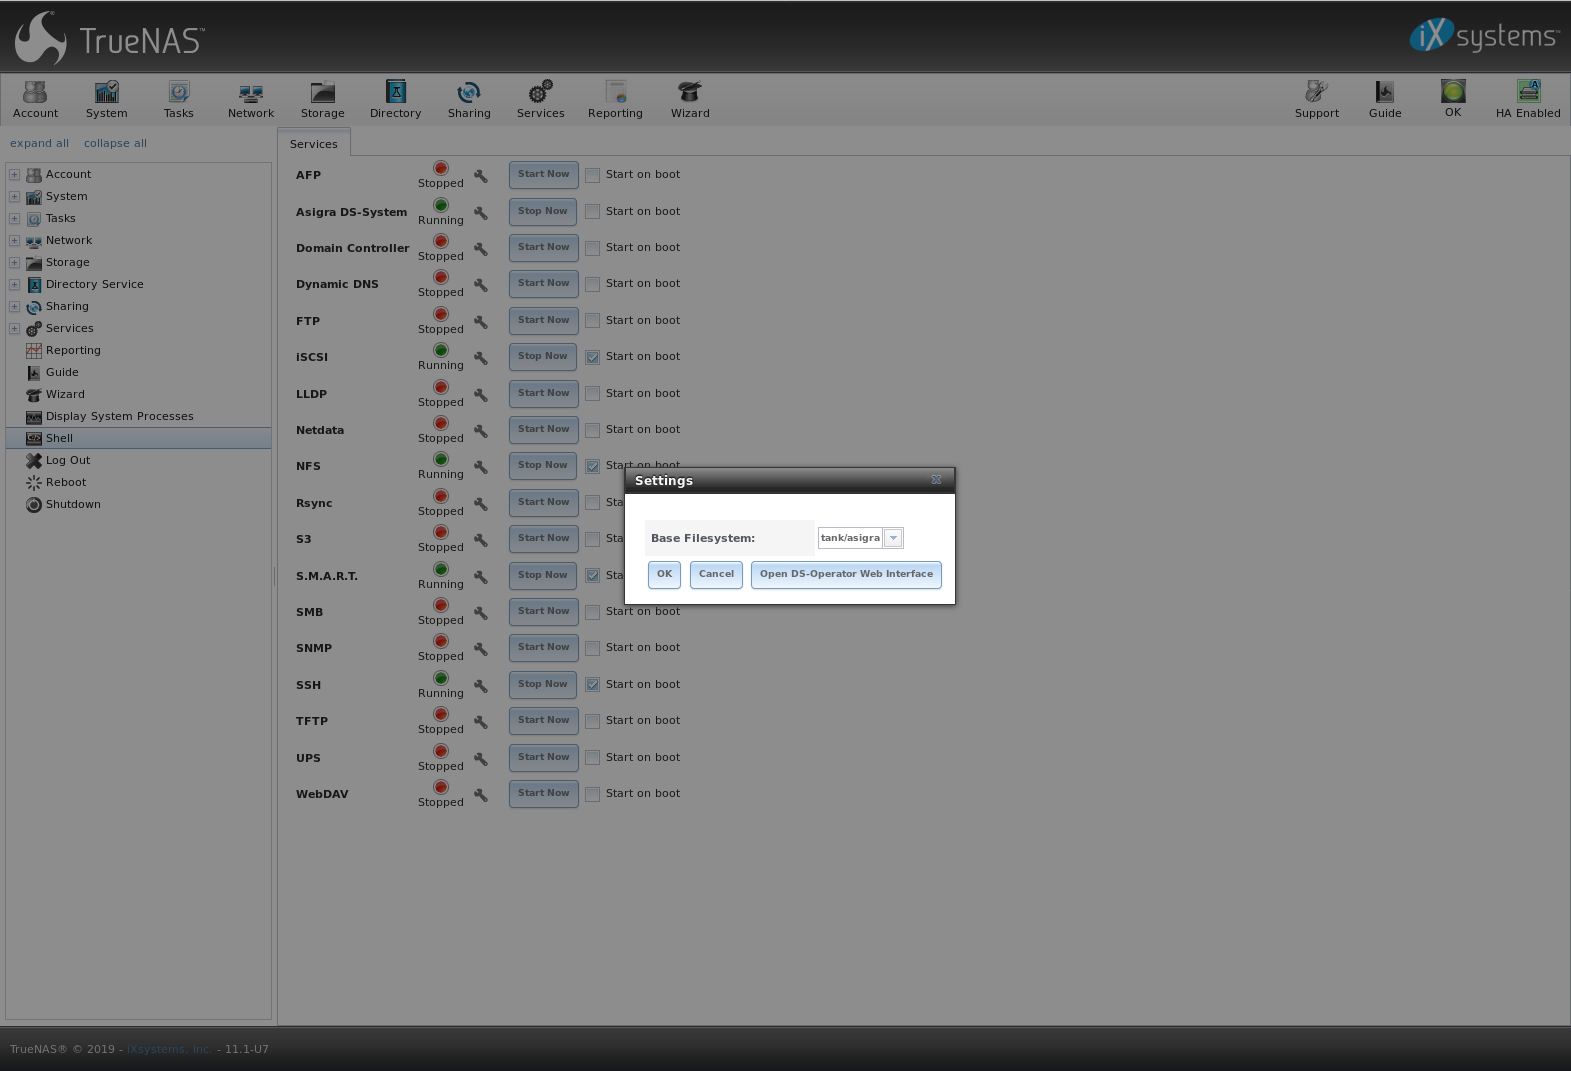 TrueNAS™
iXsystems™
Account
System
Tasks
Network
Storage
Directory
Sharing
Services
Reporting
Wizard
Support
Guide
OK
HA Enabled
expand all
collapse all
Account
System
Tasks
Network
Storage
Directory Service
Sharing
Services
Reporting
Guide
Wizard
Display System Processes
Shell
Log Out
Reboot
Shutdown
Services
AFP Stopped Start Now Start on boot
Asigra DS-System Running Stop Now Start on boot
Domain Controller Stopped Start Now Start on boot
Dynamic DNS Stopped Start Now Start on boot
FTP Stopped Start Now Start on boot
iSCSI Running Stop Now Start on boot
LLDP Stopped Start Now Start on boot
Netdata Stopped Start Now Start on boot
NFS Running Stop Now Start on boot
Rsync Stopped Start Now Sta
S3 Stopped Start Now Sta
S.M.A.R.T. Running Stop Now Sta
SMB Stopped Start Now Start on boot
SNMP Stopped Start Now Start on boot
SSH Running Stop Now Start on boot
TFTP Stopped Start Now Start on boot
UPS Stopped Start Now Start on boot
WebDAV Stopped Start Now Start on boot
Settings
Base Filesystem: tank/asigra
OK Cancel Open DS-Operator Web Interface
TrueNAS® © 2019 - iXsystems, Inc. - 11.1-U7